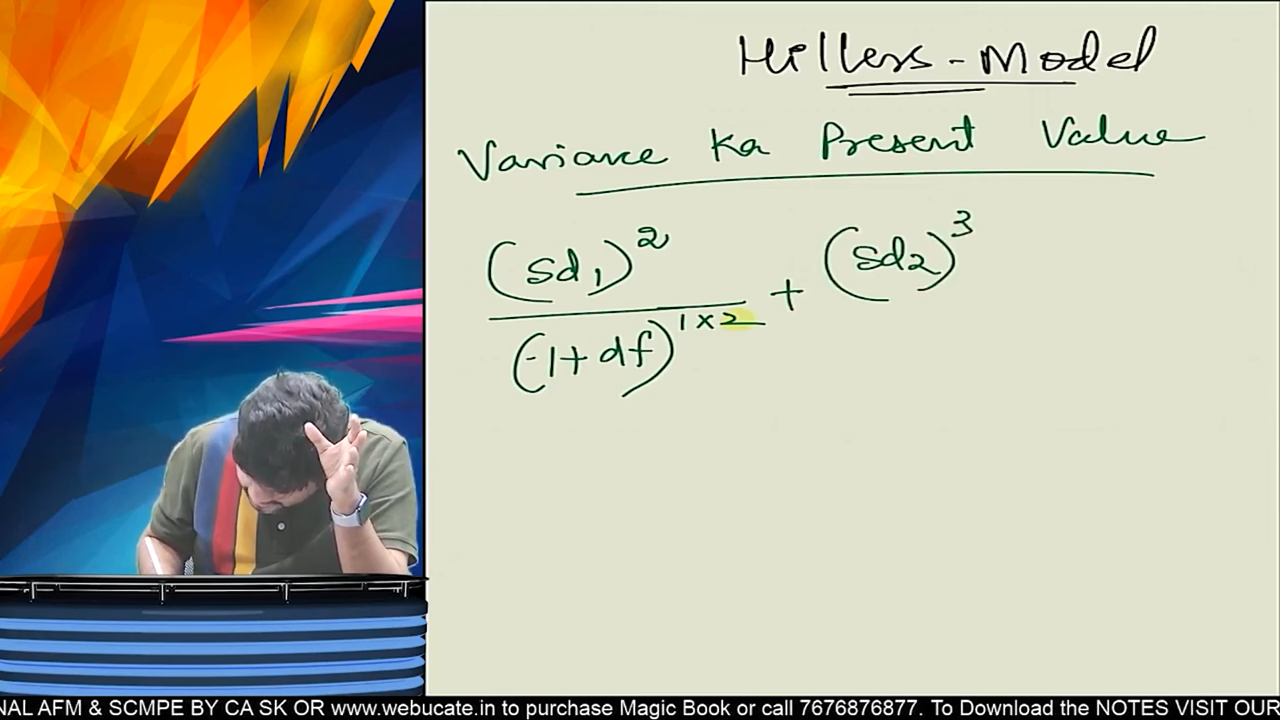 Hillers - Model
Variance Ka Present Value
(sd₁)² + (sd₂)³
(1+df)^1×2
NAL AFM & SCMPE BY CA SK OR www.webucate.in to purchase Magic Book or call 7676876877. To Download the NOTES VISIT OUR